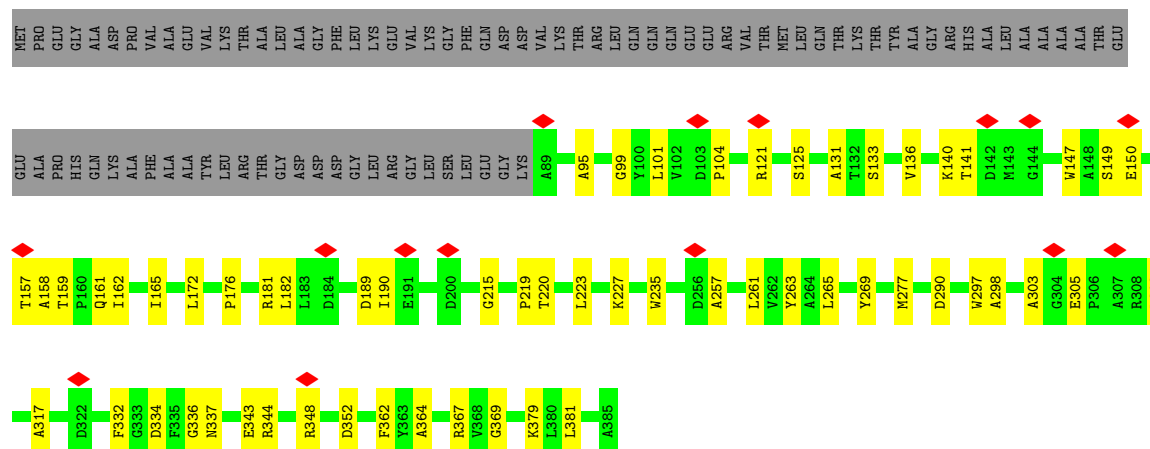 MET PRO GLU GLY ALA ASP PRO VAL ALA GLU VAL LYS THR ALA LEU ALA GLY PHE LEU LYS GLU VAL LYS GLY PHE GLN ASP ASP VAL LYS THR ARG LEU GLN GLN GLN GLU GLU ARG VAL THR MET LEU GLN THR LYS THR TYR ALA GLY ARG HIS ALA LEU ALA ALA ALA ALA THR GLU
GLU ALA PRO HIS GLN LYS ALA PHE ALA ALA TYR LEU ARG THR GLY ASP ASP ASP GLY LEU ARG GLY LEU SER LEU GLU GLY LYS A89 A95 G99 Y100 L101 V102 D103 P104 R121 S125 A131 T132 S133 V136 K140 T141 D142 M143 G144 W147 A148 S149 E150
T157 A158 T159 P160 Q161 I162 I165 L172 P176 R181 L182 L183 D184 D189 I190 E191 D200 G215 P219 T220 L223 K227 W235 D256 A257 L261 V262 Y263 A264 L265 Y269 M277 D290 W297 A298 A303 G304 E305 P306 A307 R308
A317 D322 F332 G333 D334 F335 G336 N337 E343 R344 R348 D352 F362 Y363 A364 R367 V368 G369 K379 L380 L381 A385